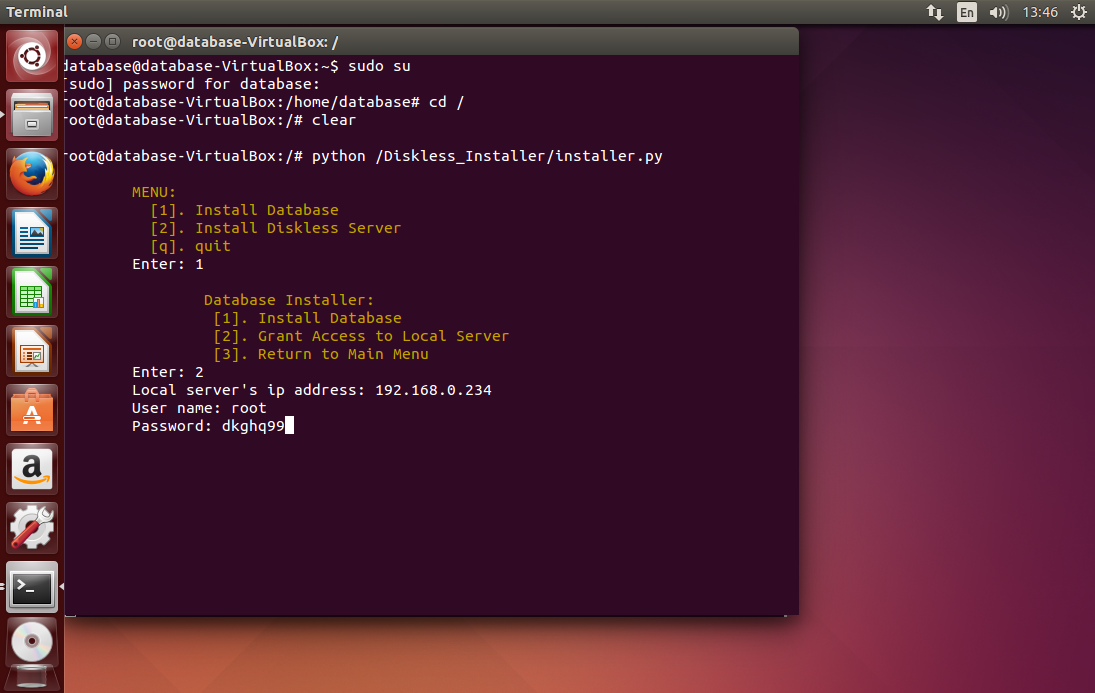 Terminal
En 13:46
root@database-VirtualBox: /
database@database-VirtualBox:~$ sudo su
[sudo] password for database:
root@database-VirtualBox:/home/database# cd /
root@database-VirtualBox:/# clear
root@database-VirtualBox:/# python /Diskless_Installer/installer.py
MENU:
[1]. Install Database
[2]. Install Diskless Server
[q]. quit
Enter: 1
Database Installer:
[1]. Install Database
[2]. Grant Access to Local Server
[3]. Return to Main Menu
Enter: 2
Local server's ip address: 192.168.0.234
User name: root
Password: dkghq99